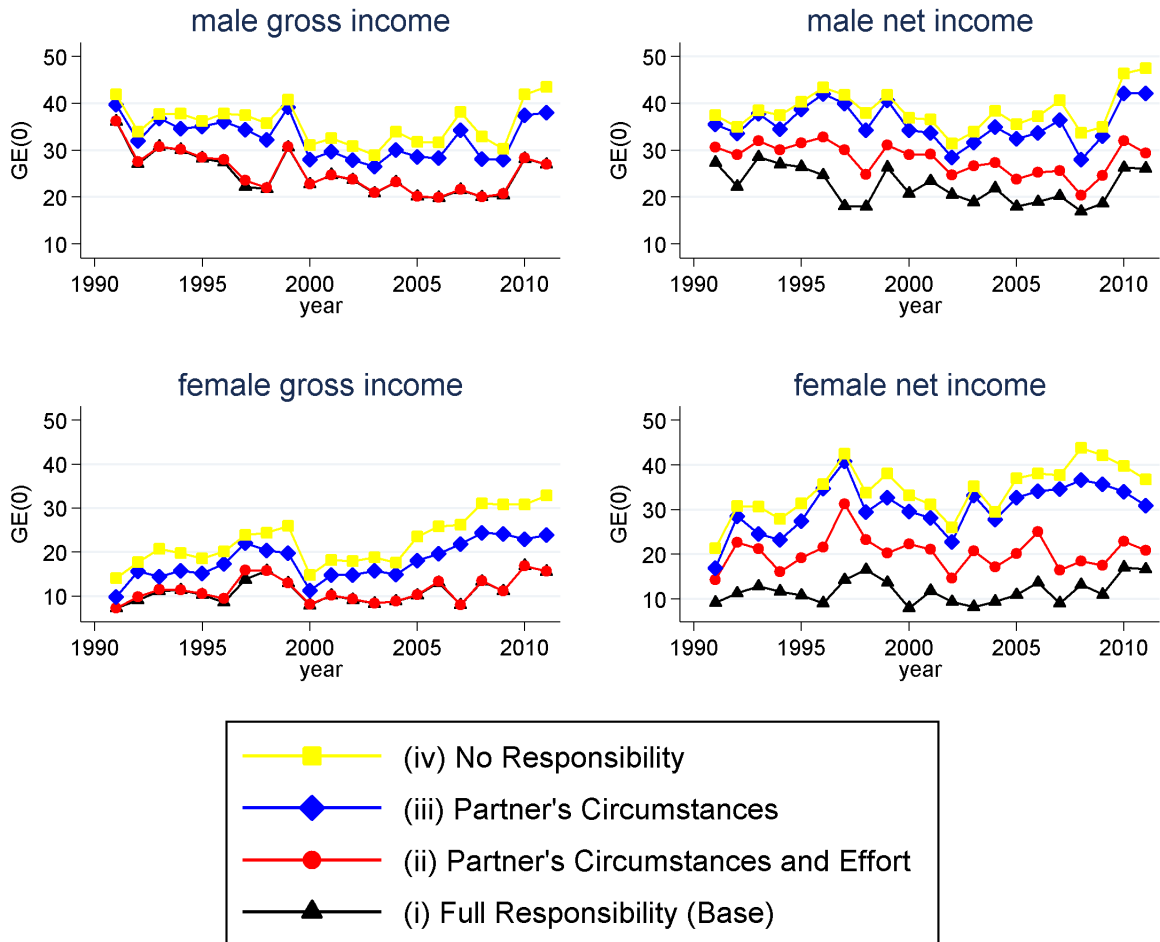 male gross income
GE(0)
50
40
30
20
10
1990 1995 2000 2005 2010
year
male net income
GE(0)
50
40
30
20
10
1990 1995 2000 2005 2010
year
female gross income
GE(0)
50
40
30
20
10
1990 1995 2000 2005 2010
year
female net income
GE(0)
50
40
30
20
10
1990 1995 2000 2005 2010
year
(iv) No Responsibility
(iii) Partner's Circumstances
(ii) Partner's Circumstances and Effort
(i) Full Responsibility (Base)